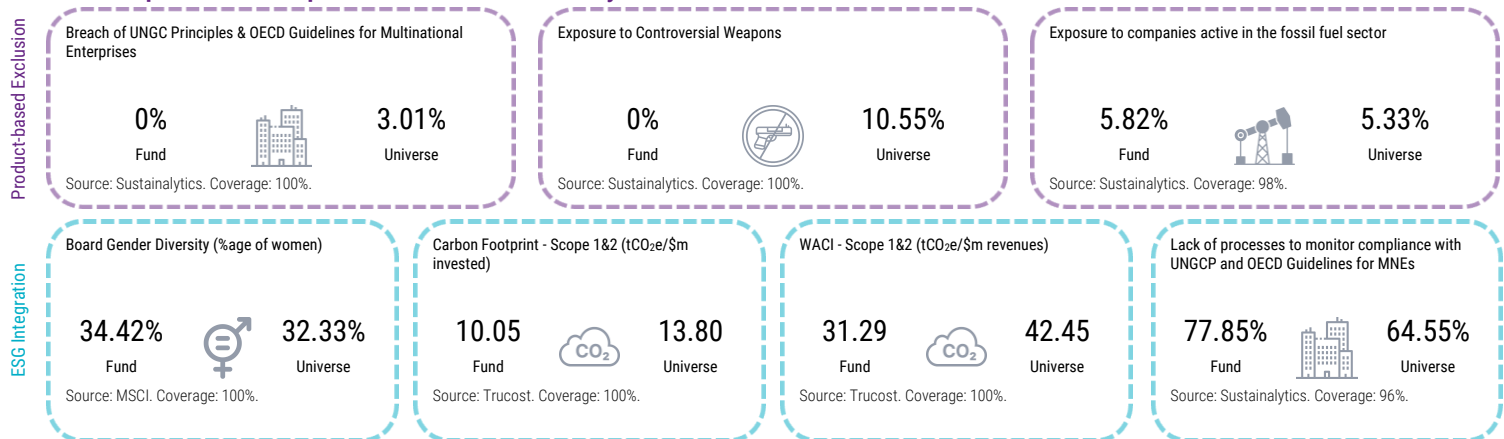 Product-based Exclusion
Breach of UNGC Principles & OECD Guidelines for Multinational
Enterprises
0%
Fund
3.01%
Universe
Source: Sustainalytics. Coverage: 100%.
Exposure to Controversial Weapons
0%
Fund
10.55%
Universe
Source: Sustainalytics. Coverage: 100%.
Exposure to companies active in the fossil fuel sector
5.82%
Fund
5.33%
Universe
Source: Sustainalytics. Coverage: 98%.
ESG Integration
Board Gender Diversity (%age of women)
34.42%
Fund
32.33%
Universe
Source: MSCI. Coverage: 100%.
Carbon Footprint - Scope 1&2 (tCO₂e/$m
invested)
10.05
Fund
CO₂
13.80
Universe
Source: Trucost. Coverage: 100%.
WACI - Scope 1&2 (tCO₂e/$m revenues)
31.29
Fund
CO₂
42.45
Universe
Source: Trucost. Coverage: 100%.
Lack of processes to monitor compliance with
UNGCP and OECD Guidelines for MNEs
77.85%
Fund
64.55%
Universe
Source: Sustainalytics. Coverage: 96%.